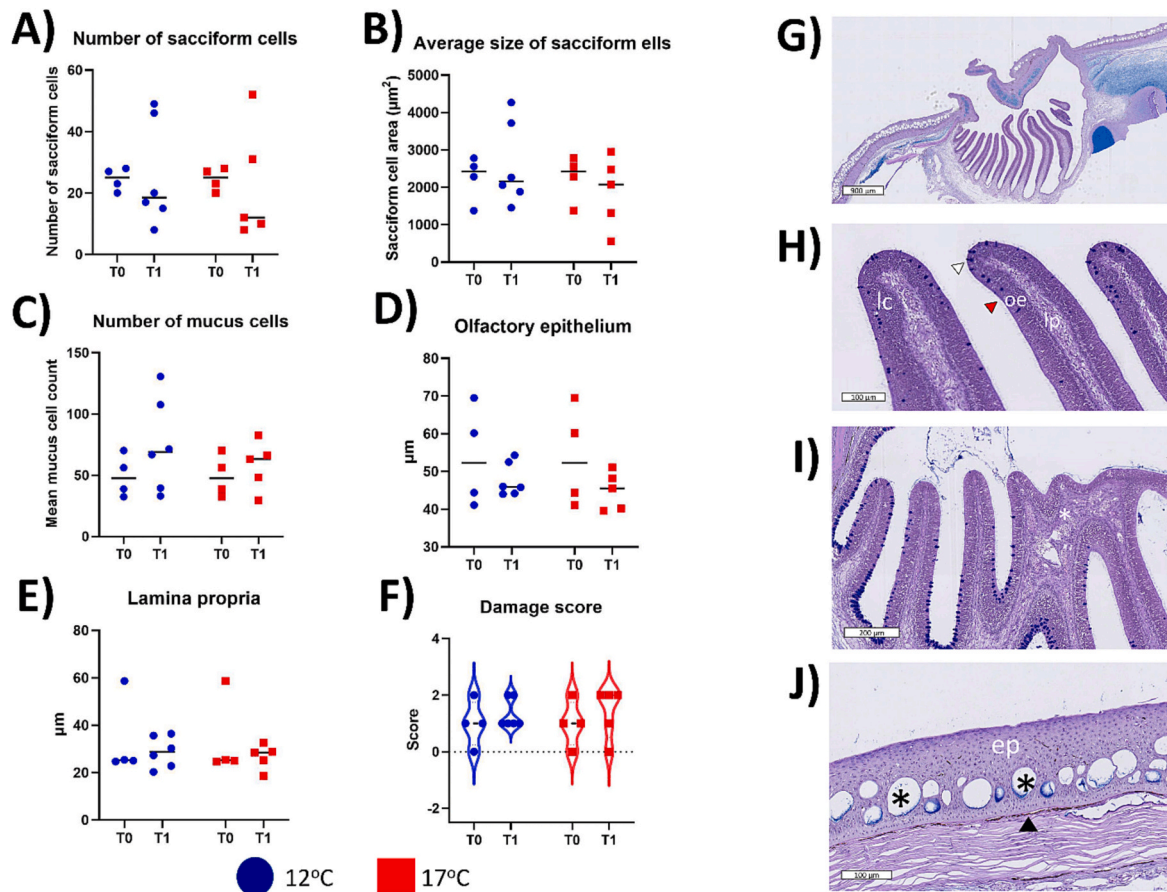 A)
Number of sacciform cells
Number of sacciform cells
60
40
20
0
T0 T1 T0 T1
B)
Average size of sacciform ells
Sacciform cell area (µm²)
5000
4000
3000
2000
1000
0
T0 T1 T0 T1
C)
Number of mucus cells
Mean mucus cell count
150
100
50
0
T0 T1 T0 T1
D)
Olfactory epithelium
µm
80
70
60
50
40
30
T0 T1 T0 T1
E)
Lamina propria
µm
80
60
40
20
0
T0 T1 T0 T1
F)
Damage score
Score
4
2
0
-2
T0 T1 T0 T1
12°C
17°C
G)
900 µm
H)
lc
oe
lp
100 µm
I)
*
200 µm
J)
ep
* *
100 µm